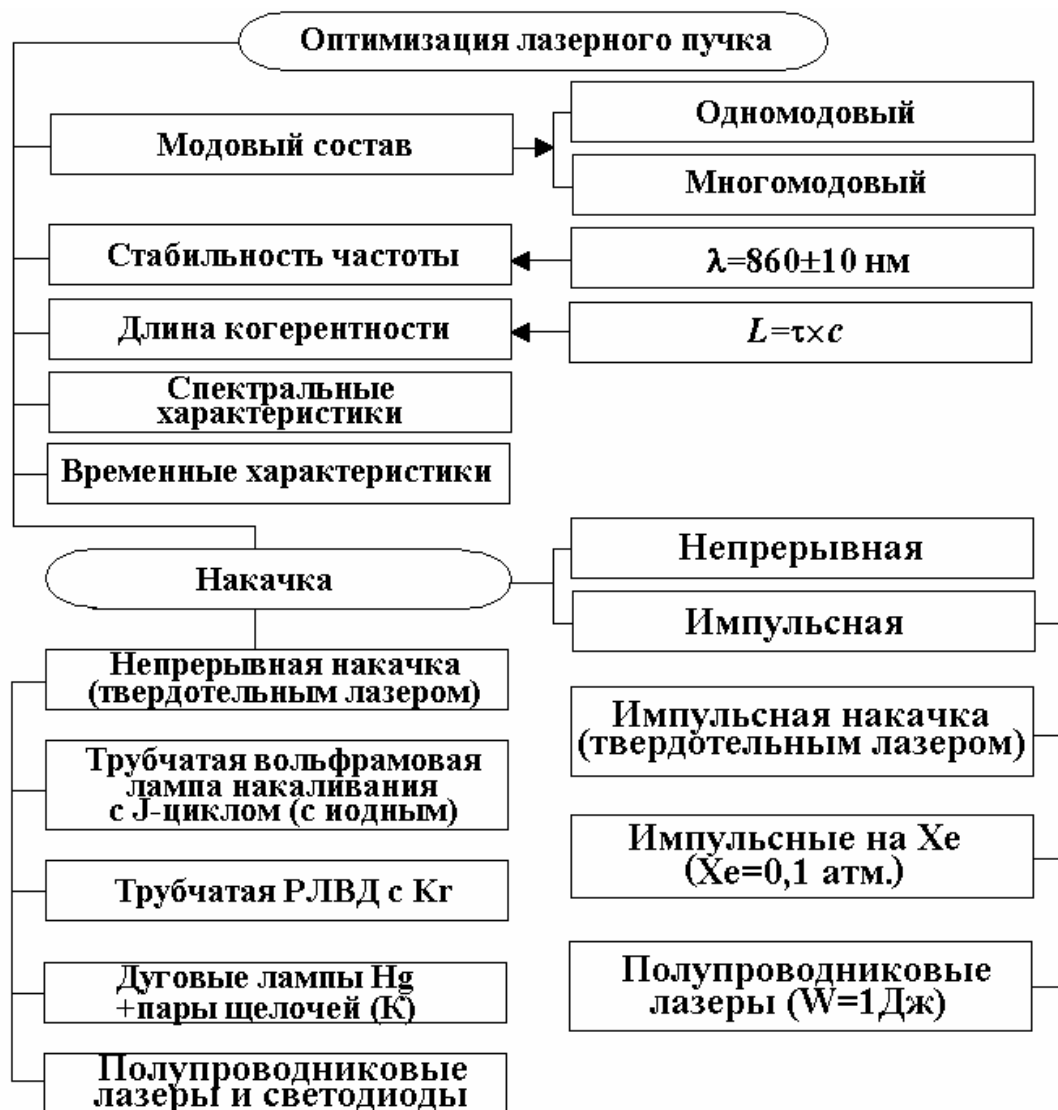 Оптимизация лазерного пучка
Модовый состав
Одномодовый
Многомодовый
Стабильность частоты
λ=860±10 нм
Длина когерентности
L=τ×c
Спектральные
характеристики
Временные характеристики
Накачка
Непрерывная
Импульсная
Непрерывная накачка
(твердотельным лазером)
Трубчатая вольфрамовая
лампа накаливания
с J-циклом (с иодным)
Трубчатая РЛВД с Kr
Дуговые лампы Hg
+пары щелочей (К)
Полупроводниковые
лазеры и светодиоды
Импульсная накачка
(твердотельным лазером)
Импульсные на Xe
(Xe=0,1 атм.)
Полупроводниковые
лазеры (W=1Дж)